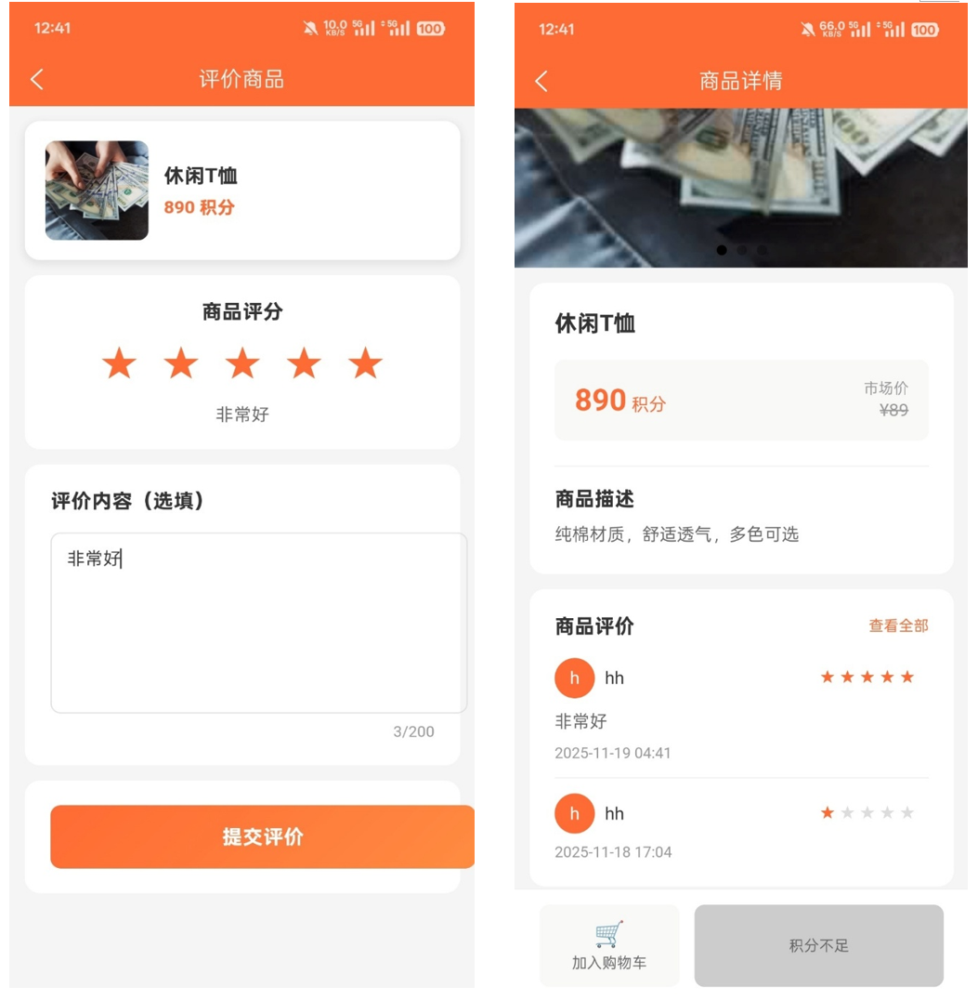 12:41
10.0 KB/S 5G 5G 100
评价商品
休闲T恤
890 积分
商品评分
非常好
评价内容（选填）
非常好
3/200
提交评价
12:41
66.0 KB/S 5G 5G 100
商品详情
休闲T恤
890 积分
市场价
¥89
商品描述
纯棉材质，舒适透气，多色可选
商品评价
查看全部
h hh
非常好
2025-11-19 04:41
h hh
2025-11-18 17:04
加入购物车
积分不足